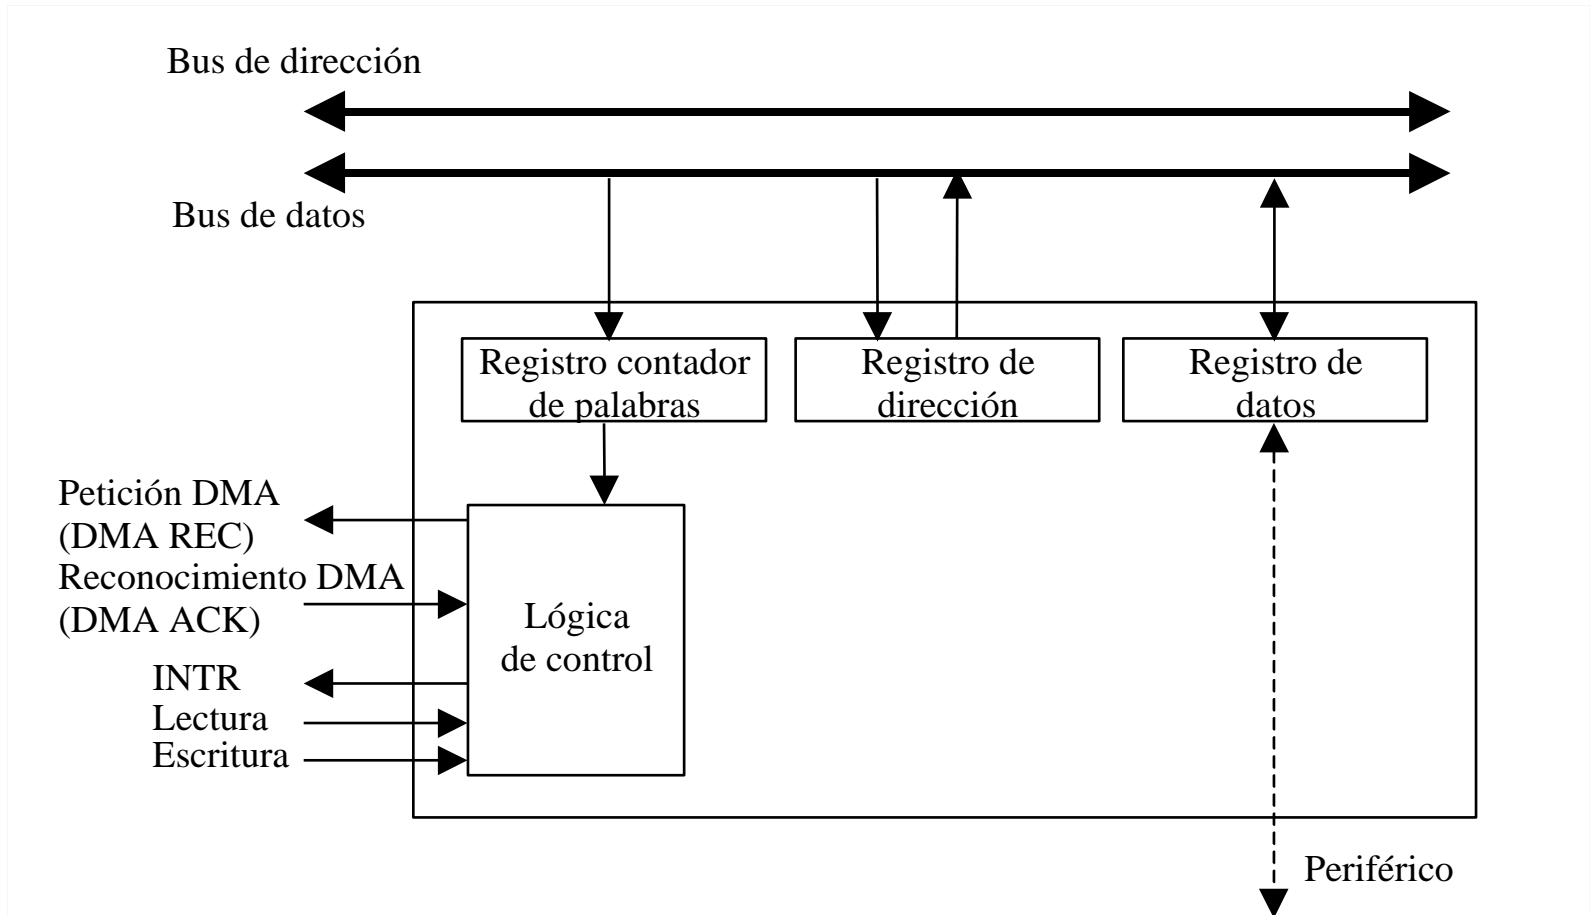 Bus de dirección
Bus de datos
Registro contador
de palabras
Registro de
dirección
Registro de
datos
Petición DMA
(DMA REC)
Reconocimiento DMA
(DMA ACK)
INTR
Lectura
Escritura
Lógica
de control
Periférico